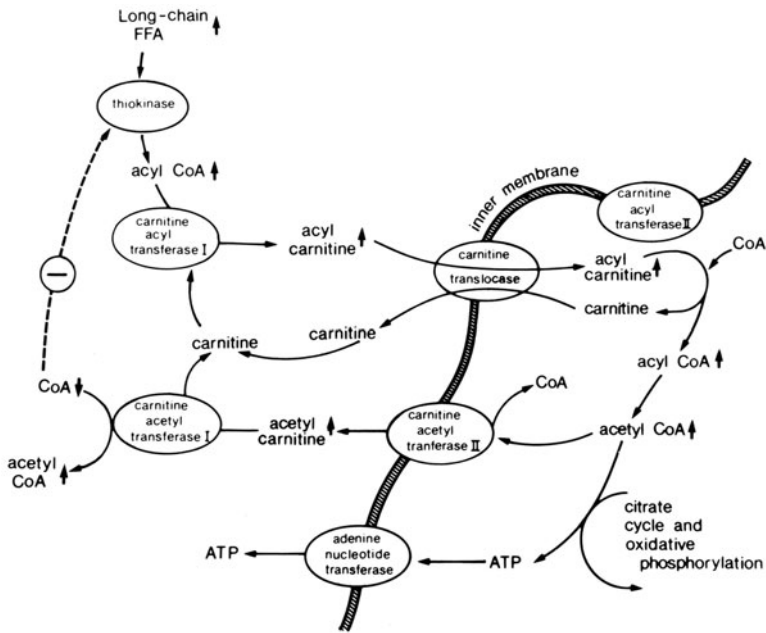 Long-chain
FFA
thiokinase
acyl CoA
carnitine
acyl
transferase I
acyl
carnitine
inner membrane
carnitine
acyl
transferase II
carnitine
translocase
acyl
carnitine
CoA
carnitine
carnitine
carnitine
acyl CoA
CoA
carnitine
acetyl
transferase I
acetyl
carnitine
carnitine
acetyl
tranferase II
CoA
acetyl CoA
acetyl
CoA
ATP
adenine
nucleotide
transferase
ATP
citrate
cycle and
oxidative
phosphorylation